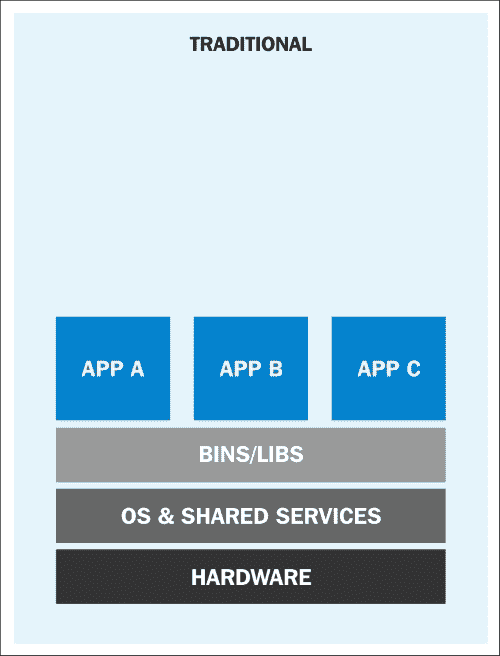 TRADITIONAL
APP A
APP B
APP C
BINS/LIBS
OS & SHARED SERVICES
HARDWARE